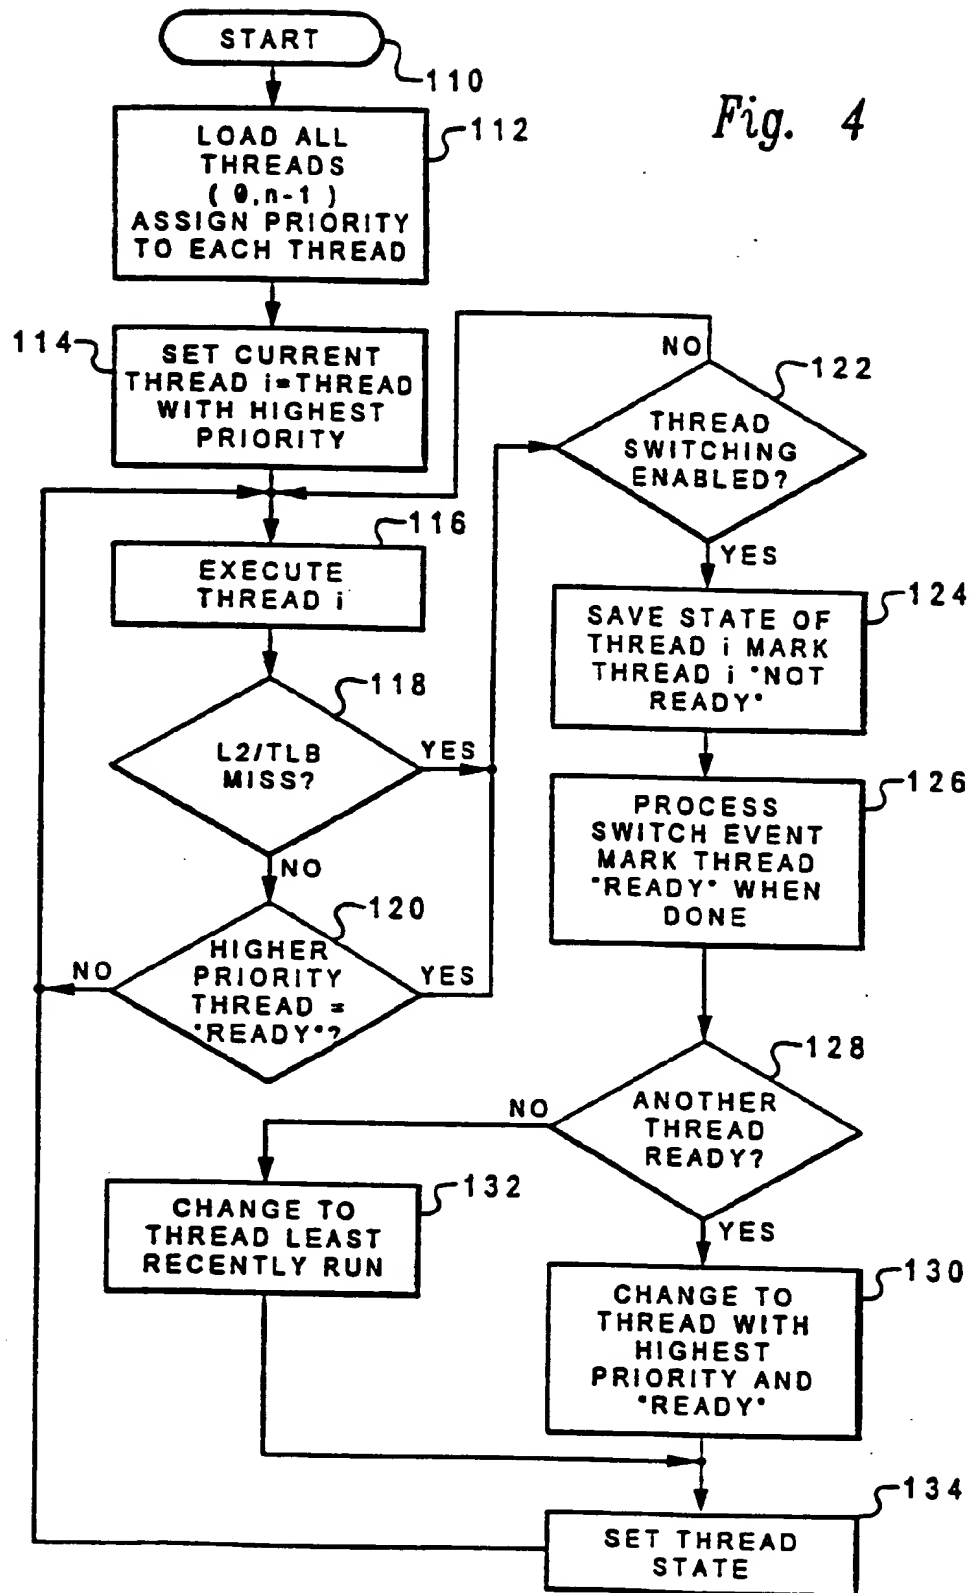 START
110
Fig. 4
LOAD ALL
THREADS
( 0,n-1 )
ASSIGN PRIORITY
TO EACH THREAD
112
114
SET CURRENT
THREAD i=THREAD
WITH HIGHEST
PRIORITY
NO
122
THREAD
SWITCHING
ENABLED?
YES
116
EXECUTE
THREAD i
124
SAVE STATE OF
THREAD i MARK
THREAD i "NOT
READY"
118
L2/TLB
MISS?
YES
NO
126
PROCESS
SWITCH EVENT
MARK THREAD
"READY" WHEN
DONE
120
HIGHER
PRIORITY
THREAD =
"READY"?
NO
YES
128
ANOTHER
THREAD
READY?
NO
YES
132
CHANGE TO
THREAD LEAST
RECENTLY RUN
130
CHANGE TO
THREAD WITH
HIGHEST
PRIORITY AND
"READY"
134
SET THREAD
STATE